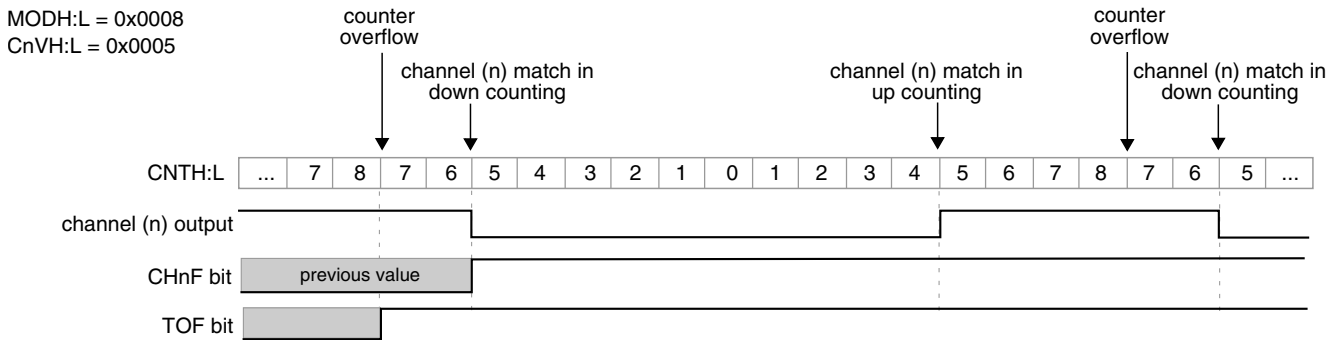 MODH:L = 0x0008
CnVH:L = 0x0005
counter
overflow
channel (n) match in
down counting
channel (n) match in
up counting
counter
overflow
channel (n) match in
down counting
CNTH:L ... 7 8 7 6 5 4 3 2 1 0 1 2 3 4 5 6 7 8 7 6 5 ...
channel (n) output
CHnF bit previous value
TOF bit